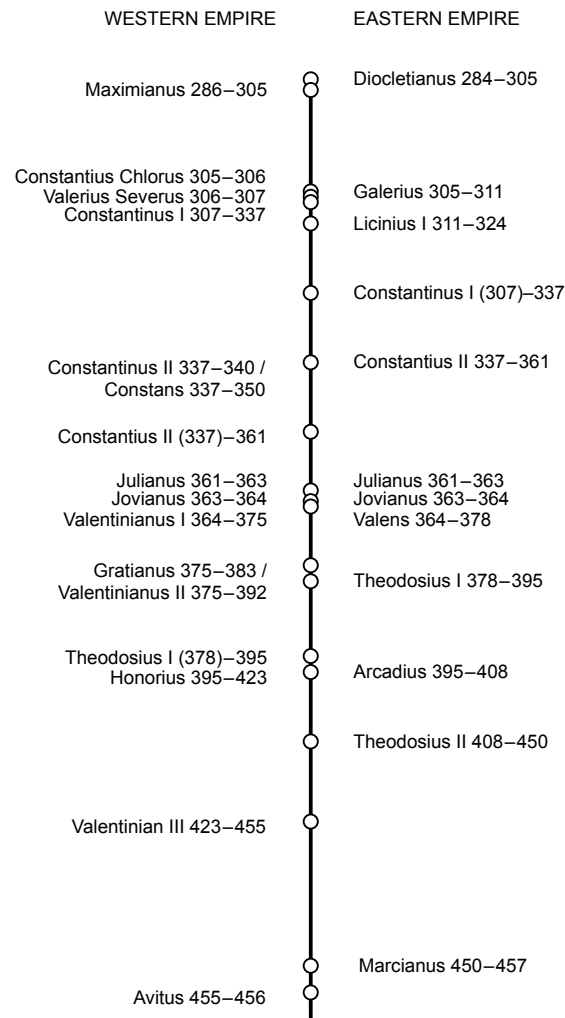 WESTERN EMPIRE EASTERN EMPIRE
Diocletianus 284–305
Maximianus 286–305
Constantius Chlorus 305–306
Valerius Severus 306–307 Galerius 305–311
Constantinus I 307–337
Licinius I 311–324
Constantinus I (307)–337
Constantinus II 337–340 / Constantius II 337–361
Constans 337–350
Constantius II (337)–361
Julianus 361–363 Julianus 361–363
Jovianus 363–364 Jovianus 363–364
Valentinianus I 364–375 Valens 364–378
Gratianus 375–383 /
Valentinianus II 375–392 Theodosius I 378–395
Theodosius I (378)–395
Honorius 395–423 Arcadius 395–408
Theodosius II 408–450
Valentinian III 423–455
Marcianus 450–457
Avitus 455–456